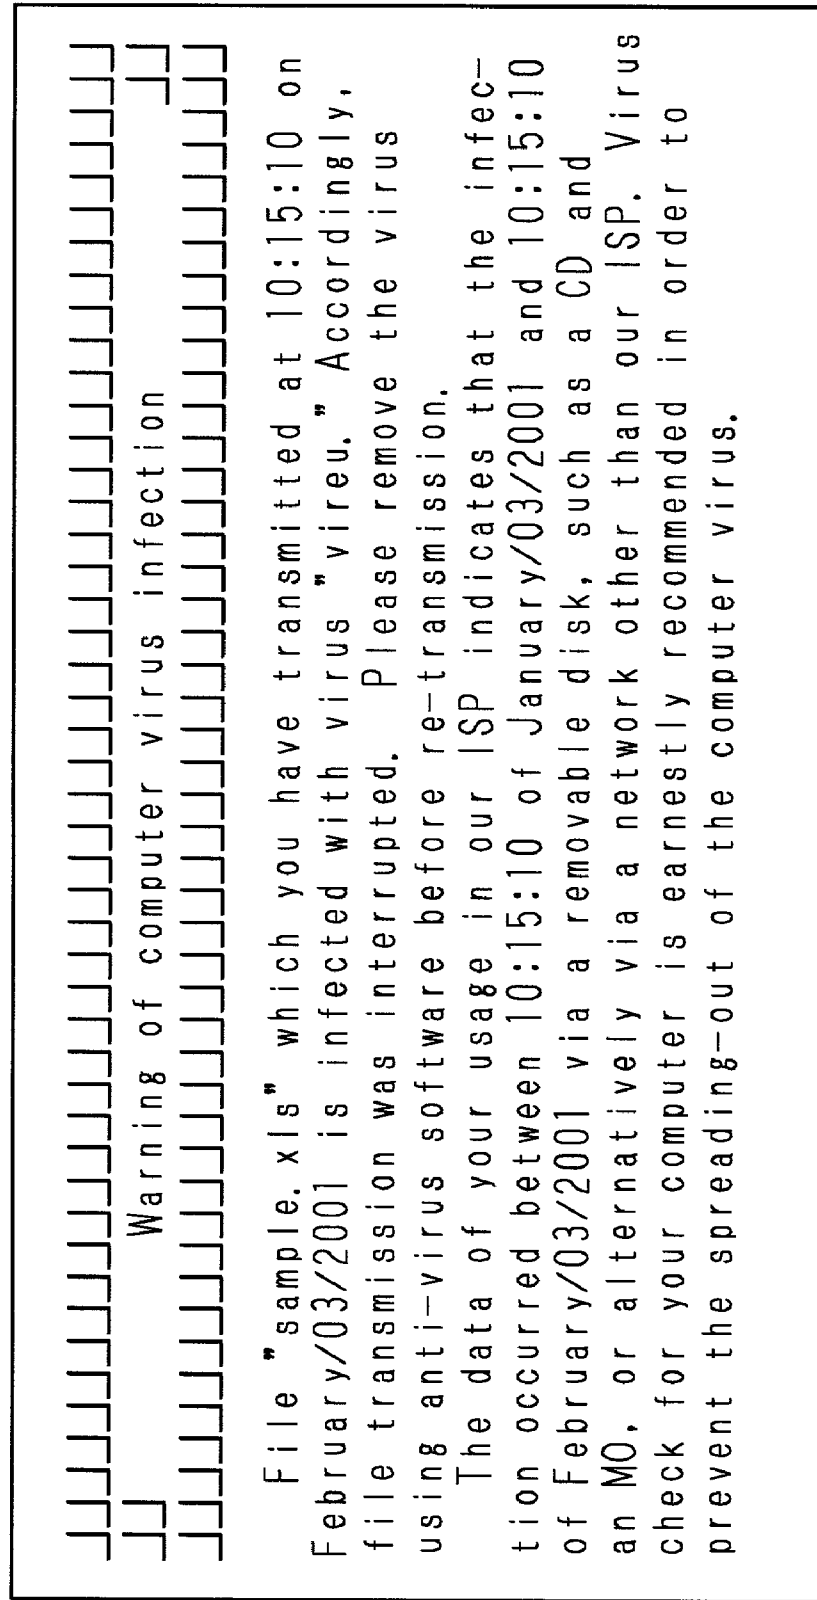 Warning of computer virus infection
File "sample.xls" which you have transmitted at 10:15:10 on
February/03/2001 is infected with virus "vireu." Accordingly,
file transmission was interrupted. Please remove the virus
using anti-virus software before re-transmission.
The data of your usage in our ISP indicates that the infec-
tion occurred between 10:15:10 of January/03/2001 and 10:15:10
of February/03/2001 via a removable disk, such as a CD and
an MO, or alternatively via a network other than our ISP. Virus
check for your computer is earnestly recommended in order to
prevent the spreading-out of the computer virus.